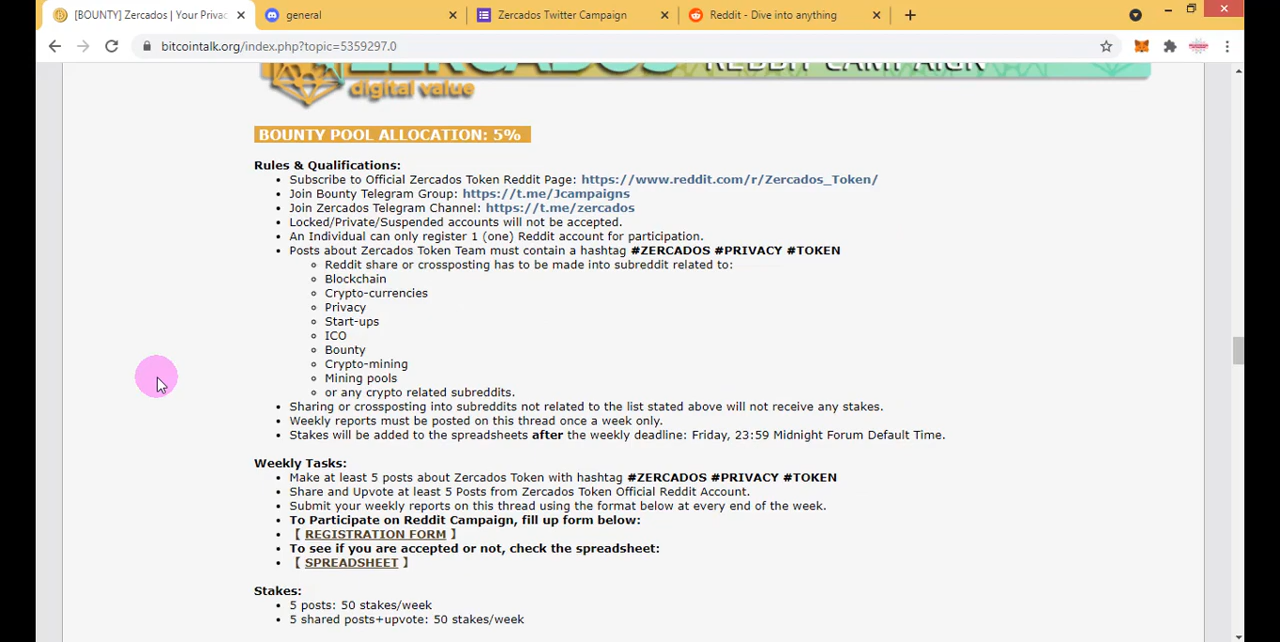 [BOUNTY] Zercados | Your Privac
general
Zercados Twitter Campaign
Reddit - Dive into anything
bitcointalk.org/index.php?topic=5359297.0
ZERCADOS REDDIT CAMPAIGN
digital value
BOUNTY POOL ALLOCATION: 5%
Rules & Qualifications:
Subscribe to Official Zercados Token Reddit Page: https://www.reddit.com/r/Zercados_Token/
Join Bounty Telegram Group: https://t.me/Jcampaigns
Join Zercados Telegram Channel: https://t.me/zercados
Locked/Private/Suspended accounts will not be accepted.
An Individual can only register 1 (one) Reddit account for participation.
Posts about Zercados Token Team must contain a hashtag #ZERCADOS #PRIVACY #TOKEN
Reddit share or crossposting has to be made into subreddit related to:
Blockchain
Crypto-currencies
Privacy
Start-ups
ICO
Bounty
Crypto-mining
Mining pools
or any crypto related subreddits.
Sharing or crossposting into subreddits not related to the list stated above will not receive any stakes.
Weekly reports must be posted on this thread once a week only.
Stakes will be added to the spreadsheets after the weekly deadline: Friday, 23:59 Midnight Forum Default Time.
Weekly Tasks:
Make at least 5 posts about Zercados Token with hashtag #ZERCADOS #PRIVACY #TOKEN
Share and Upvote at least 5 Posts from Zercados Token Official Reddit Account.
Submit your weekly reports on this thread using the format below at every end of the week.
To Participate on Reddit Campaign, fill up form below:
【 REGISTRATION FORM 】
To see if you are accepted or not, check the spreadsheet:
【 SPREADSHEET 】
Stakes:
5 posts: 50 stakes/week
5 shared posts+upvote: 50 stakes/week